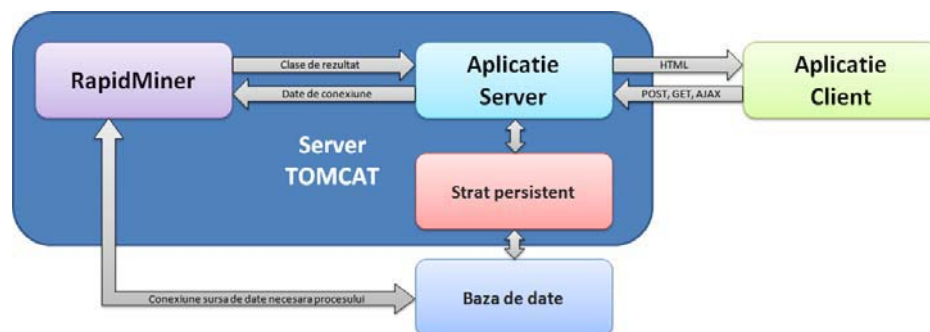 RapidMiner
Clase de rezultat
Date de conexiune
Aplicatie
Server
HTML
POST, GET, AJAX
Aplicatie
Client
Server
TOMCAT
Strat persistent
Conexiune sursa de date necesara procesului
Baza de date